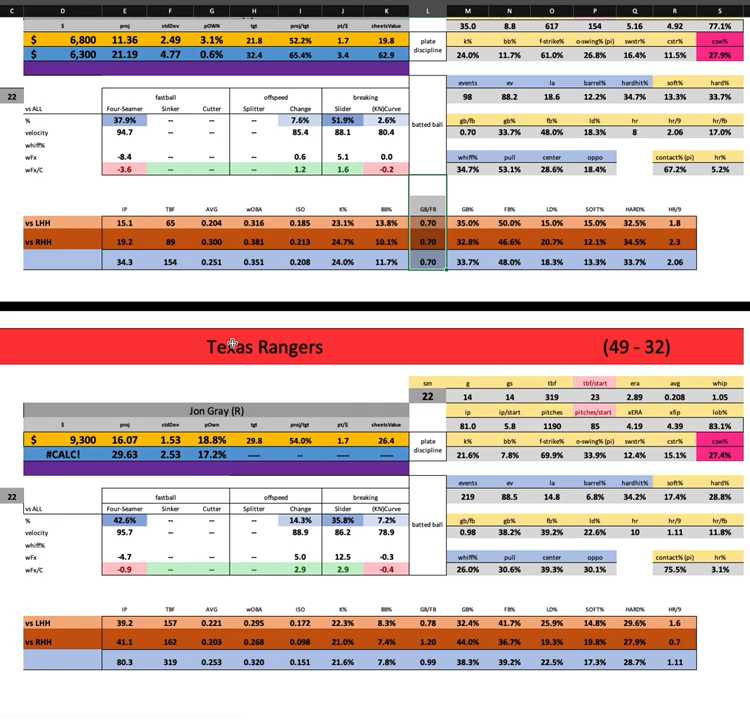 C D E F G H I J K L M N O P Q R S
$ proj stdDev pOWN tgt proj/tgt pt/$ sheetsValue 35.0 8.8 617 154 5.16 4.92 77.1%
$ 6,800 11.36 2.49 3.1% 21.8 52.2% 1.7 19.8 plate discipline k% bb% f-strike% o-swing% (pi) swstr% cstr% csw%
$ 6,300 21.19 4.77 0.6% 32.4 65.4% 3.4 62.9 24.0% 11.7% 61.0% 26.8% 16.4% 11.5% 27.9%
events ev la barrel% hardhit% soft% hard%
22 fastball offspeed breaking 98 88.2 18.6 12.2% 34.7% 13.3% 33.7%
vs ALL Four-Seamer Sinker Cutter Splitter Change Slider (KN)Curve batted ball
% 37.9% -- -- -- 7.6% 51.9% 2.6% gb/fb gb% fb% ld% hr hr/9 hr/fb
velocity 94.7 -- -- -- 85.4 88.1 80.4 0.70 33.7% 48.0% 18.3% 8 2.06 17.0%
whiff%
wFx -8.4 -- -- -- 0.6 5.1 0.0 whiff% pull center oppo contact% (pi) hr%
wFx/C -3.6 -- -- -- 1.2 1.6 -0.2 34.7% 53.1% 28.6% 18.4% 67.2% 5.2%
IP TBF AVG wOBA ISO K% BB% GB/FB GB% FB% LD% SOFT% HARD% HR/9
vs LHH 15.1 65 0.204 0.316 0.185 23.1% 13.8% 0.70 35.0% 50.0% 15.0% 15.0% 32.5% 1.8
vs RHH 19.2 89 0.300 0.381 0.213 24.7% 10.1% 0.70 32.8% 46.6% 20.7% 12.1% 34.5% 2.3
34.3 154 0.251 0.351 0.208 24.0% 11.7% 0.70 33.7% 48.0% 18.3% 13.3% 33.7% 2.06
Texas Rangers (49 - 32)
szn g gs tbf tbf/start era avg whip
22 14 14 319 23 2.89 0.208 1.05
Jon Gray (R) ip ip/start pitches pitches/start xERA xfip lob%
$ proj stdDev pOwn tgt proj/tgt pt/$ sheetsValue 81.0 5.8 1190 85 4.19 4.39 83.1%
$ 9,300 16.07 1.53 18.8% 29.8 54.0% 1.7 26.4 plate discipline k% bb% f-strike% o-swing% (pi) swstr% cstr% csw%
#CALC! 29.63 2.53 17.2% ---- ---- ---- ---- 21.6% 7.8% 69.9% 33.9% 12.4% 15.1% 27.4%
events ev la barrel% hardhit% soft% hard%
22 fastball offspeed breaking 219 88.5 14.8 6.8% 34.2% 17.4% 28.8%
vs ALL Four-Seamer Sinker Cutter Splitter Change Slider (KN)Curve batted ball
% 42.6% -- -- -- 14.3% 35.8% 7.2% gb/fb gb% fb% ld% hr hr/9 hr/fb
velocity 95.7 -- -- -- 88.9 86.2 78.9 0.98 38.2% 39.2% 22.6% 10 1.11 11.8%
whiff%
wFx -4.7 -- -- -- 5.0 12.5 -0.3 whiff% pull center oppo contact% (pi) hr%
wFx/C -0.9 -- -- -- 2.9 2.9 -0.4 26.0% 30.6% 39.3% 30.1% 75.5% 3.1%
IP TBF AVG wOBA ISO K% BB% GB/FB GB% FB% LD% SOFT% HARD% HR/9
vs LHH 39.2 157 0.221 0.295 0.172 22.3% 8.3% 0.78 32.4% 41.7% 25.9% 14.8% 29.6% 1.6
vs RHH 41.1 162 0.203 0.268 0.098 21.0% 7.4% 1.20 44.0% 36.7% 19.3% 19.8% 27.9% 0.7
80.3 319 0.253 0.320 0.151 21.6% 7.8% 0.99 38.3% 39.2% 22.5% 17.3% 28.7% 1.11